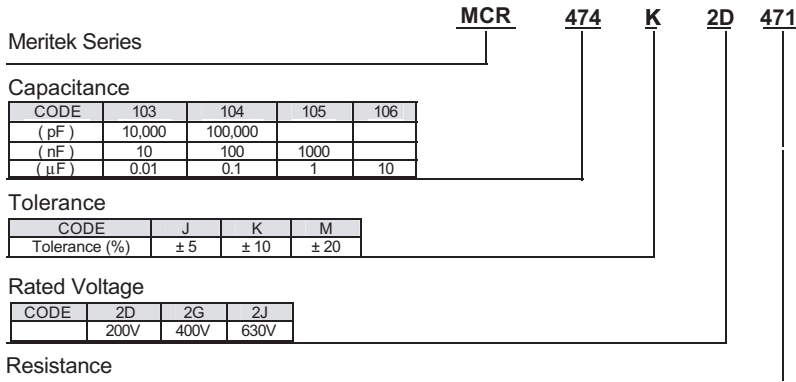 MCR 474 K 2D 471
Meritek Series
Capacitance
CODE 103 104 105 106
( pF ) 10,000 100,000
( nF ) 10 100 1000
( µF ) 0.01 0.1 1 10
Tolerance
CODE J K M
Tolerance (%) ± 5 ± 10 ± 20
Rated Voltage
CODE 2D 2G 2J
200V 400V 630V
Resistance